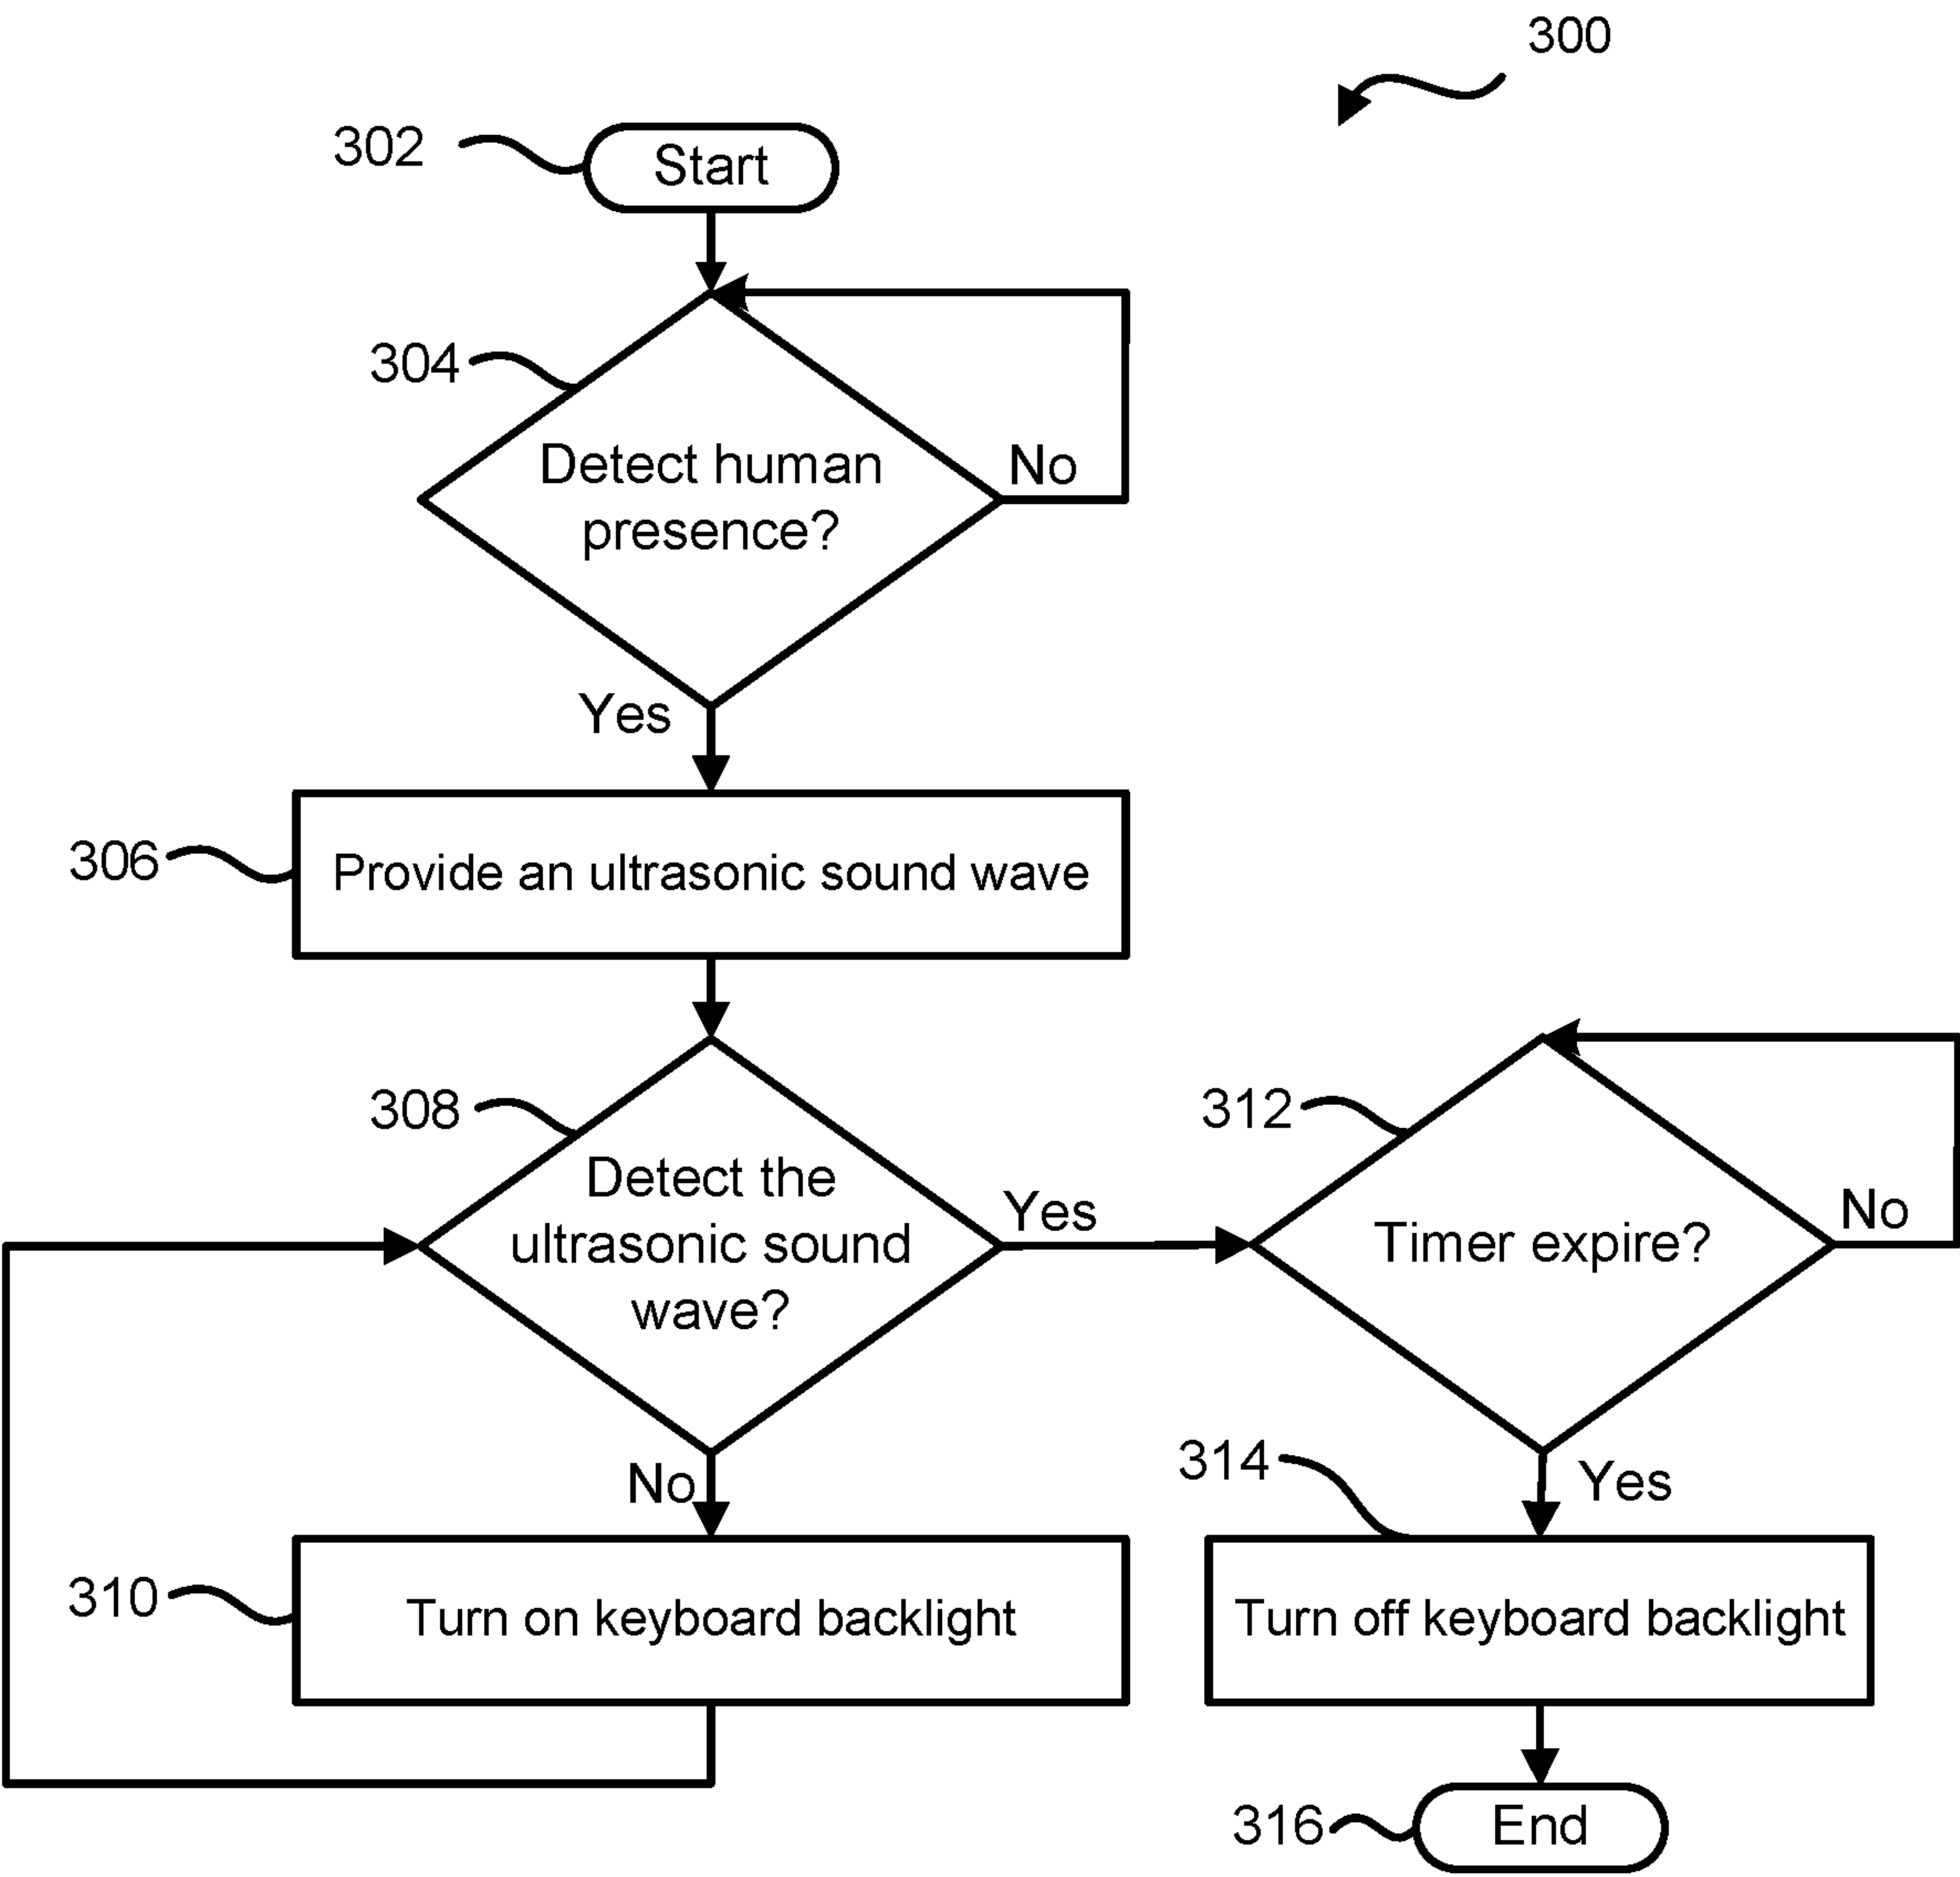 300
302
Start
304
Detect human
presence?
No
Yes
306
Provide an ultrasonic sound wave
308
Detect the
ultrasonic sound
wave?
Yes
No
312
Timer expire?
No
Yes
310
Turn on keyboard backlight
314
Turn off keyboard backlight
316
End